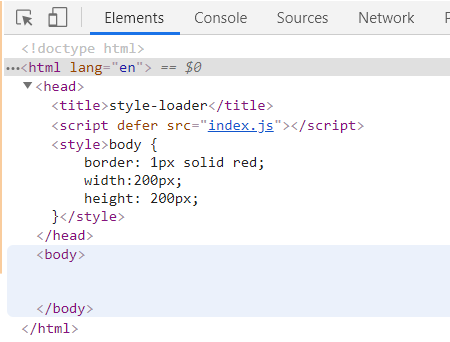 Elements Console Sources Network
<!doctype html>
<html lang="en"> == $0
<head>
<title>style-loader</title>
<script defer src="index.js"></script>
<style>body {
border: 1px solid red;
width:200px;
height: 200px;
}</style>
</head>
<body>
</body>
</html>